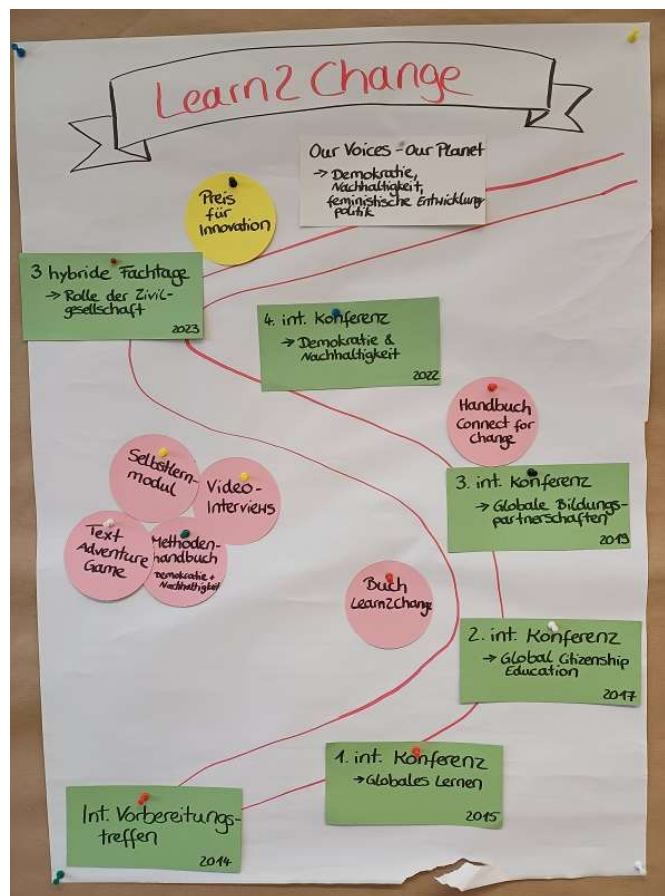 Learn2Change
Our Voices - Our Planet
→ Demokratie,
Nachhaltigkeit,
feministische Entwicklung
politik
Preis
für
Innovation
3 hybride Fachtage
→ Rolle der Zivil-
gesellschaft
2023
4. int. Konferenz
→ Demokratie &
Nachhaltigkeit
2022
Handbuch
Connect for
change
3. int. Konferenz
→ Globale Bildungs-
partnerschaften
2019
Selbstlern-
modul
Video-
Interviews
Text
Adventure
Game
Methoden-
handbuch
Demokratie +
Nachhaltigkeit
Buch
Learn2Change
2. int. Konferenz
→ Global Citizenship
Education
2017
1. int. Konferenz
→ Globales Lernen
2015
Int. Vorbereitungs-
treffen
2014